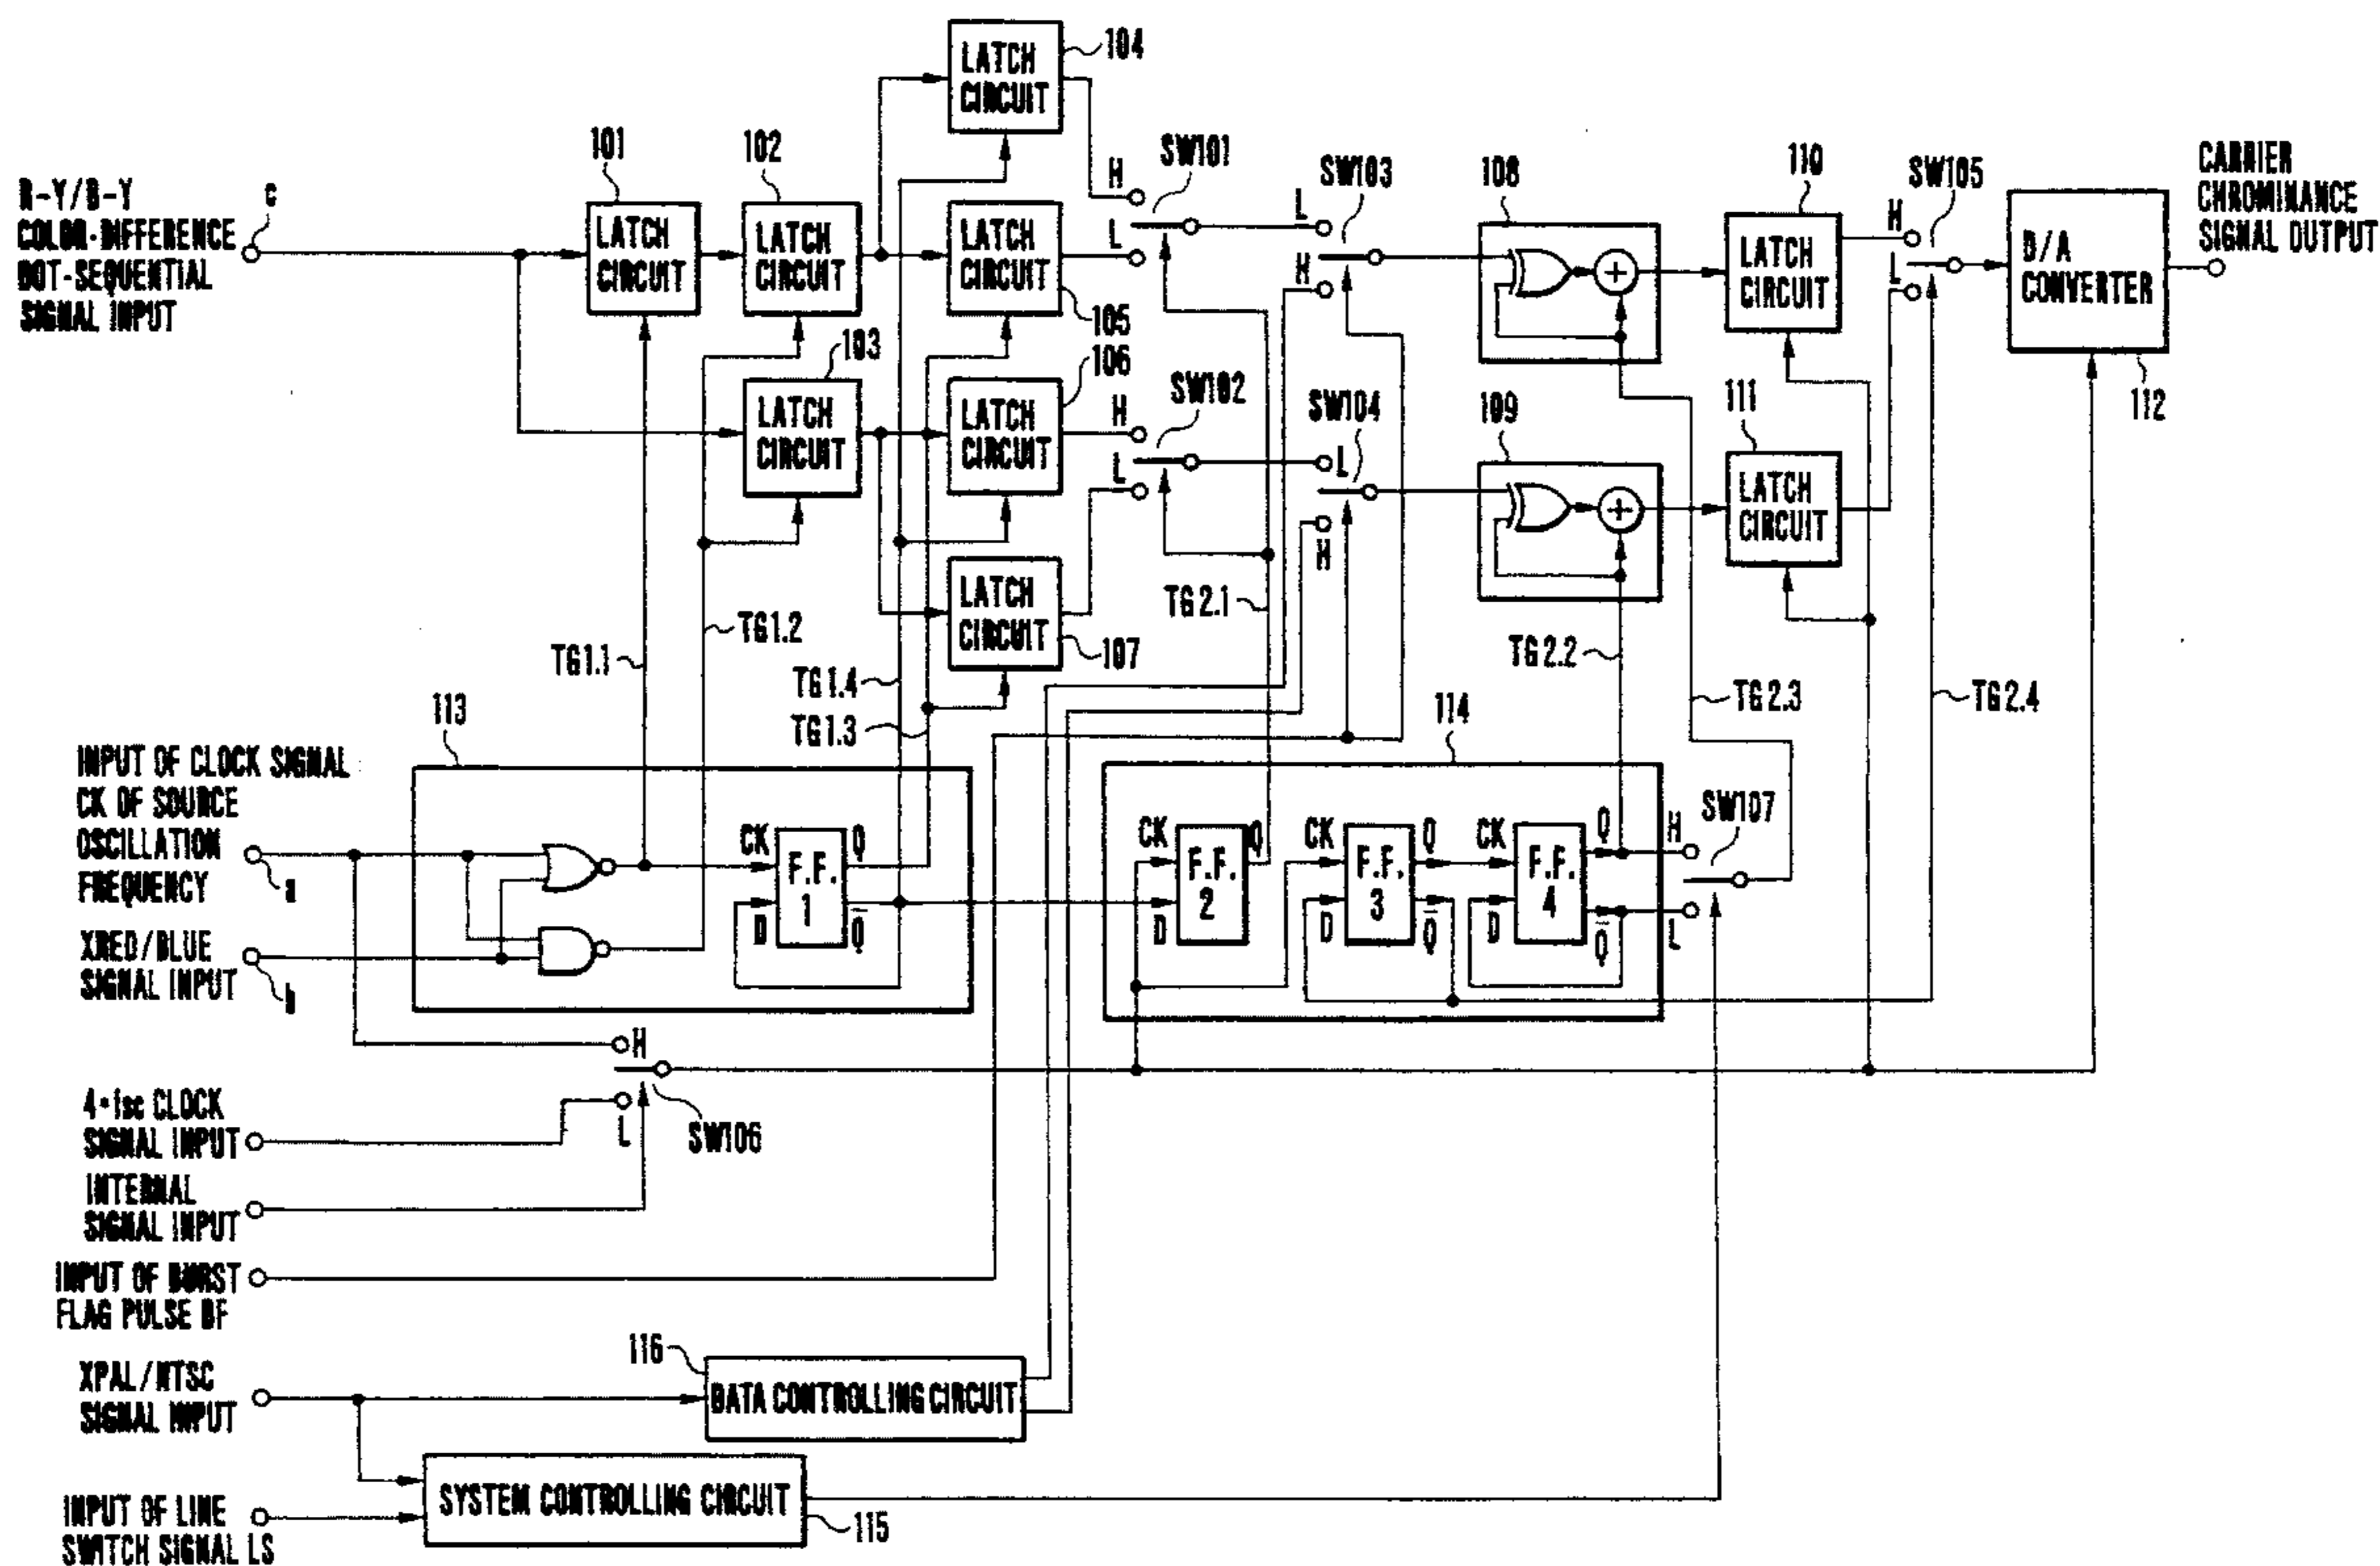 R-Y/B-Y
COLOR-DIFFERENCE
DOT-SEQUENTIAL
SIGNAL INPUT
c
101
LATCH
CIRCUIT
102
LATCH
CIRCUIT
103
LATCH
CIRCUIT
104
LATCH
CIRCUIT
105
LATCH
CIRCUIT
106
LATCH
CIRCUIT
107
LATCH
CIRCUIT
H
L
SW101
H
L
SW102
L
H
SW103
L
H
SW104
108
+
109
+
110
LATCH
CIRCUIT
111
LATCH
CIRCUIT
H
L
SW105
D/A
CONVERTER
112
CARRIER
CHROMINANCE
SIGNAL OUTPUT
TG1.1
TG1.2
TG1.4
TG1.3
TG2.1
TG2.2
TG2.3
TG2.4
INPUT OF CLOCK SIGNAL
CK OF SOURCE
OSCILLATION
FREQUENCY
a
XRED/BLUE
SIGNAL INPUT
b
113
CK
D
F.F.
1
Q
Q̅
114
CK
D
F.F.
2
Q
CK
D
F.F.
3
Q
Q̅
CK
D
F.F.
4
Q
Q̅
H
L
SW107
H
L
SW106
4·fsc CLOCK
SIGNAL INPUT
INTERNAL
SIGNAL INPUT
INPUT OF BURST
FLAG PULSE BF
XPAL/NTSC
SIGNAL INPUT
116
DATA CONTROLLING CIRCUIT
INPUT OF LINE
SWITCH SIGNAL LS
SYSTEM CONTROLLING CIRCUIT
115